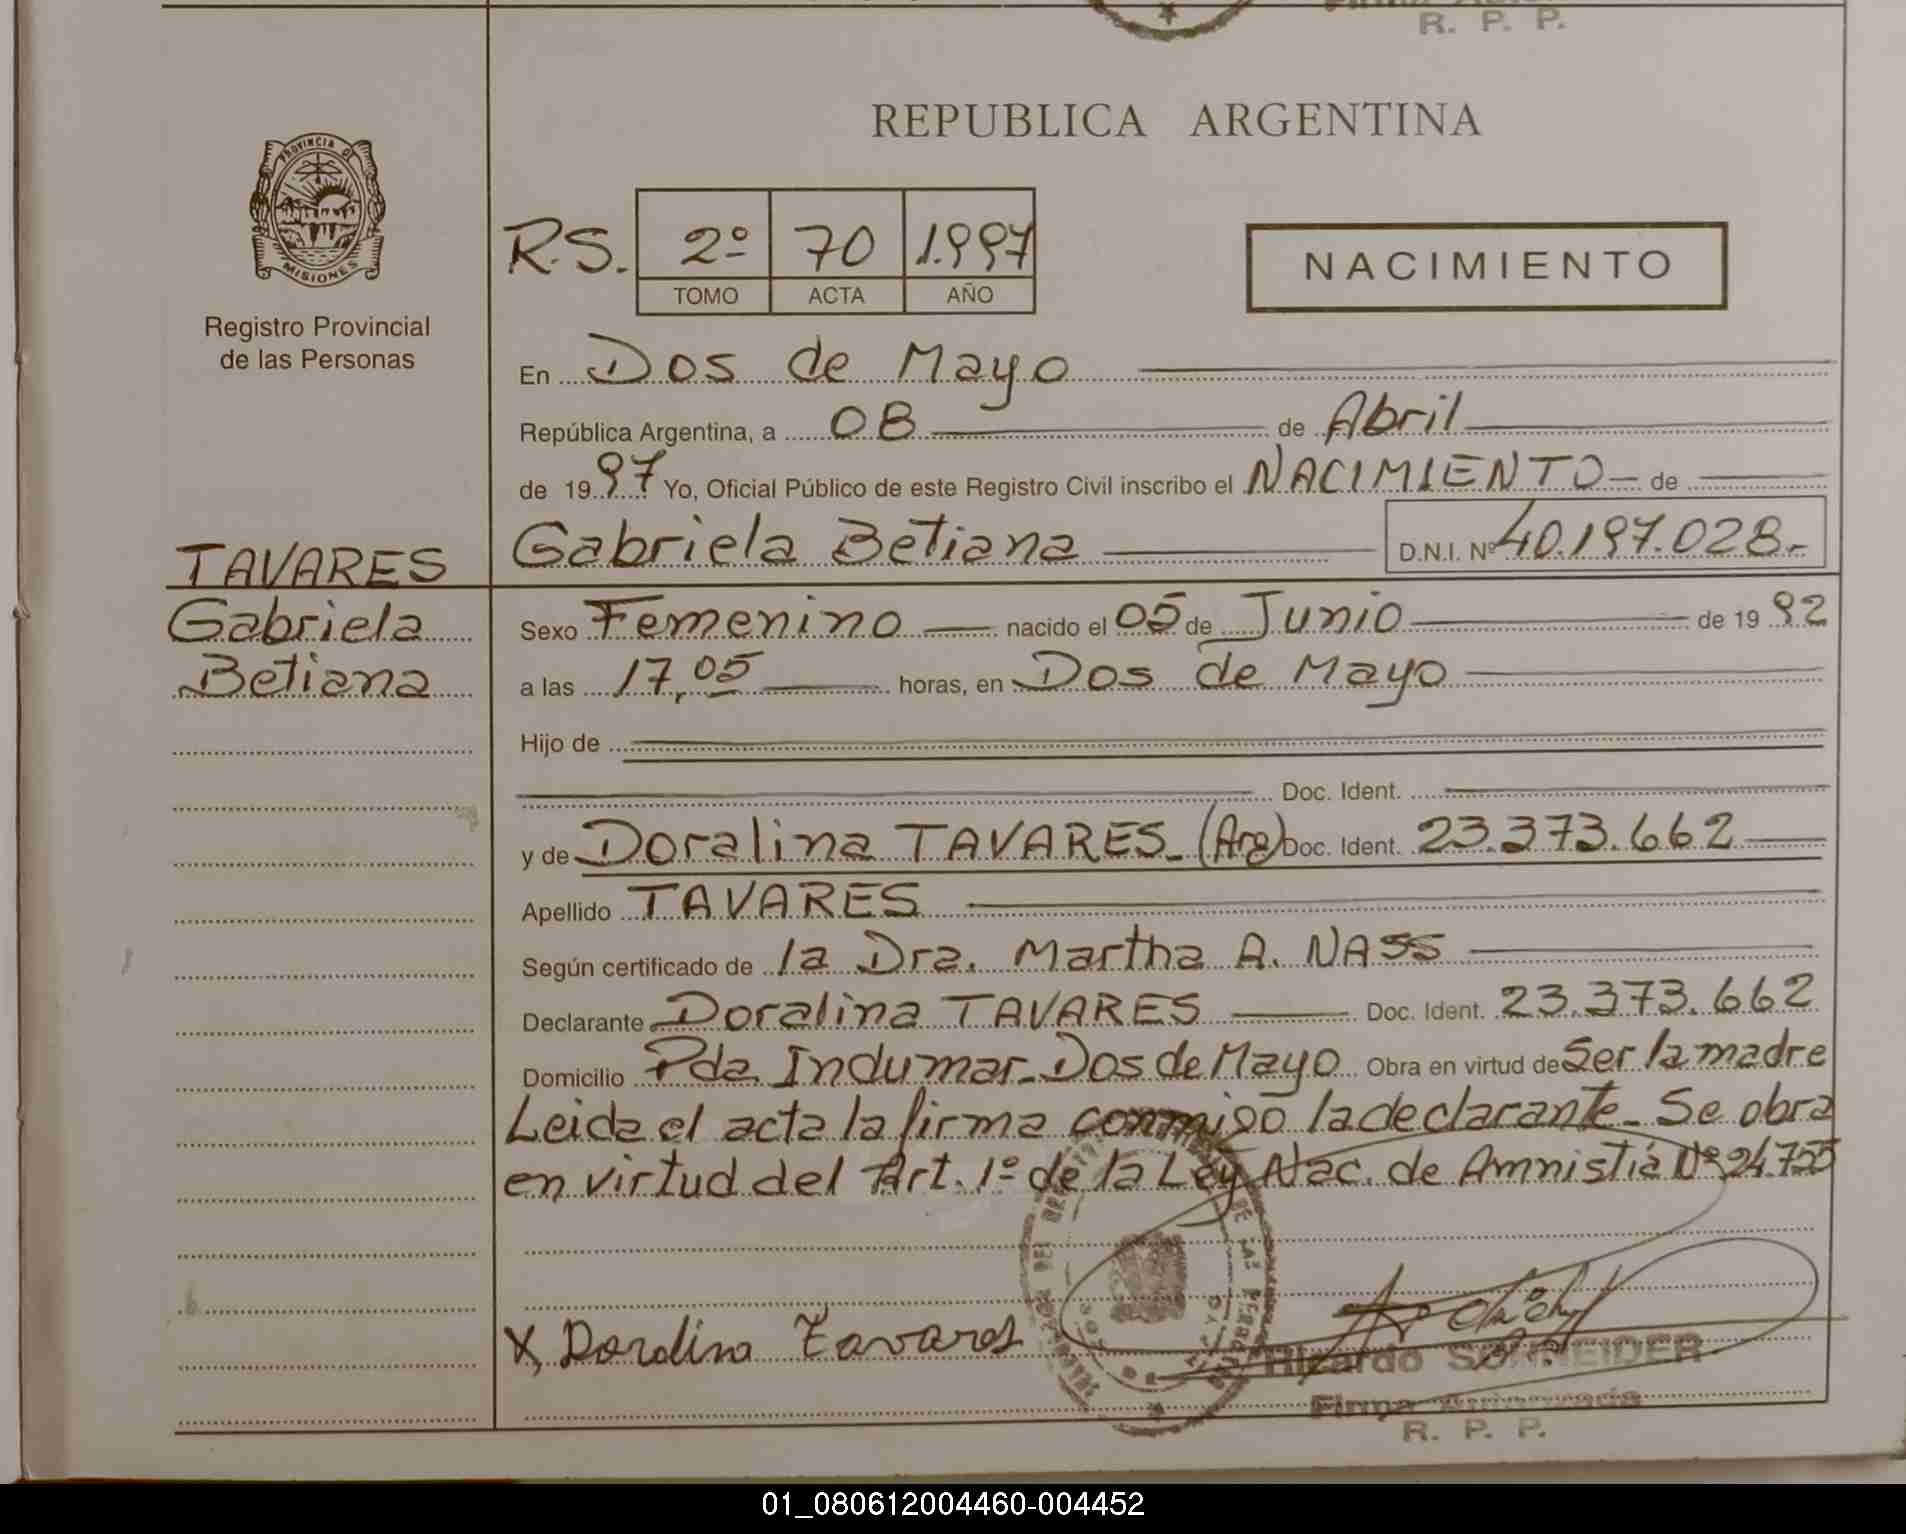 R. P. P.
REPUBLICA ARGENTINA
PROVINCIA DE
MISIONES
Registro Provincial
de las Personas
R.S. 2º 70 1.997
TOMO ACTA AÑO
NACIMIENTO
En Dos de Mayo
República Argentina, a 08 de Abril
de 1997 Yo, Oficial Público de este Registro Civil inscribo el NACIMIENTO de
Gabriela Betiana D.N.I. Nº 40.197.028.-
TAVARES
Gabriela
Betiana
Sexo Femenino nacido el 05 de Junio de 1992
a las 17,05 horas, en Dos de Mayo
Hijo de
Doc. Ident.
y de Doralina TAVARES - (Arg) Doc. Ident. 23.373.662
Apellido TAVARES
Según certificado de la Dra. Martha A. NASS
Declarante Doralina TAVARES Doc. Ident. 23.373.662
Domicilio Pda Indumar - Dos de Mayo Obra en virtud de Ser la madre
Leida el acta la firma conmigo la declarante - Se obra
en virtud del Art. 1º de la Ley Nac. de Amnistia Nº 24.755
X, Doralina Tavares
Ricardo SCHNEIDER
Firma Autorizada
R. P. P.
01_080612004460-004452